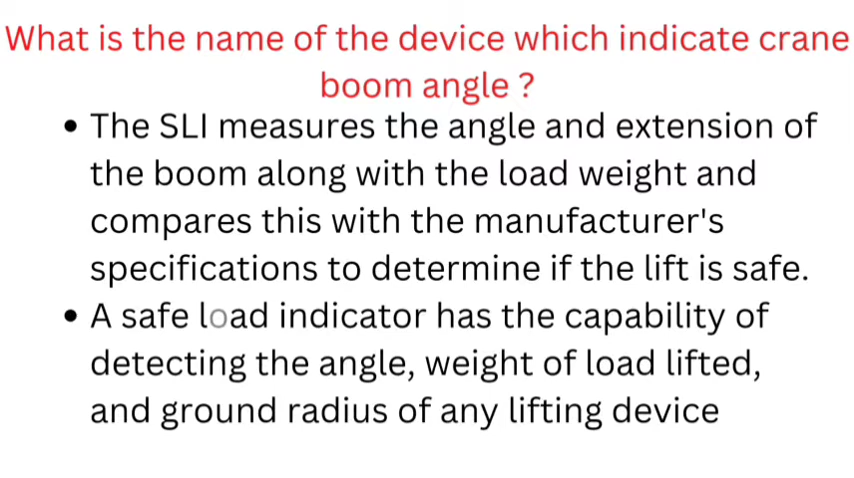 What is the name of the device which indicate crane
boom angle ?
• The SLI measures the angle and extension of
the boom along with the load weight and
compares this with the manufacturer's
specifications to determine if the lift is safe.
• A safe load indicator has the capability of
detecting the angle, weight of load lifted,
and ground radius of any lifting device